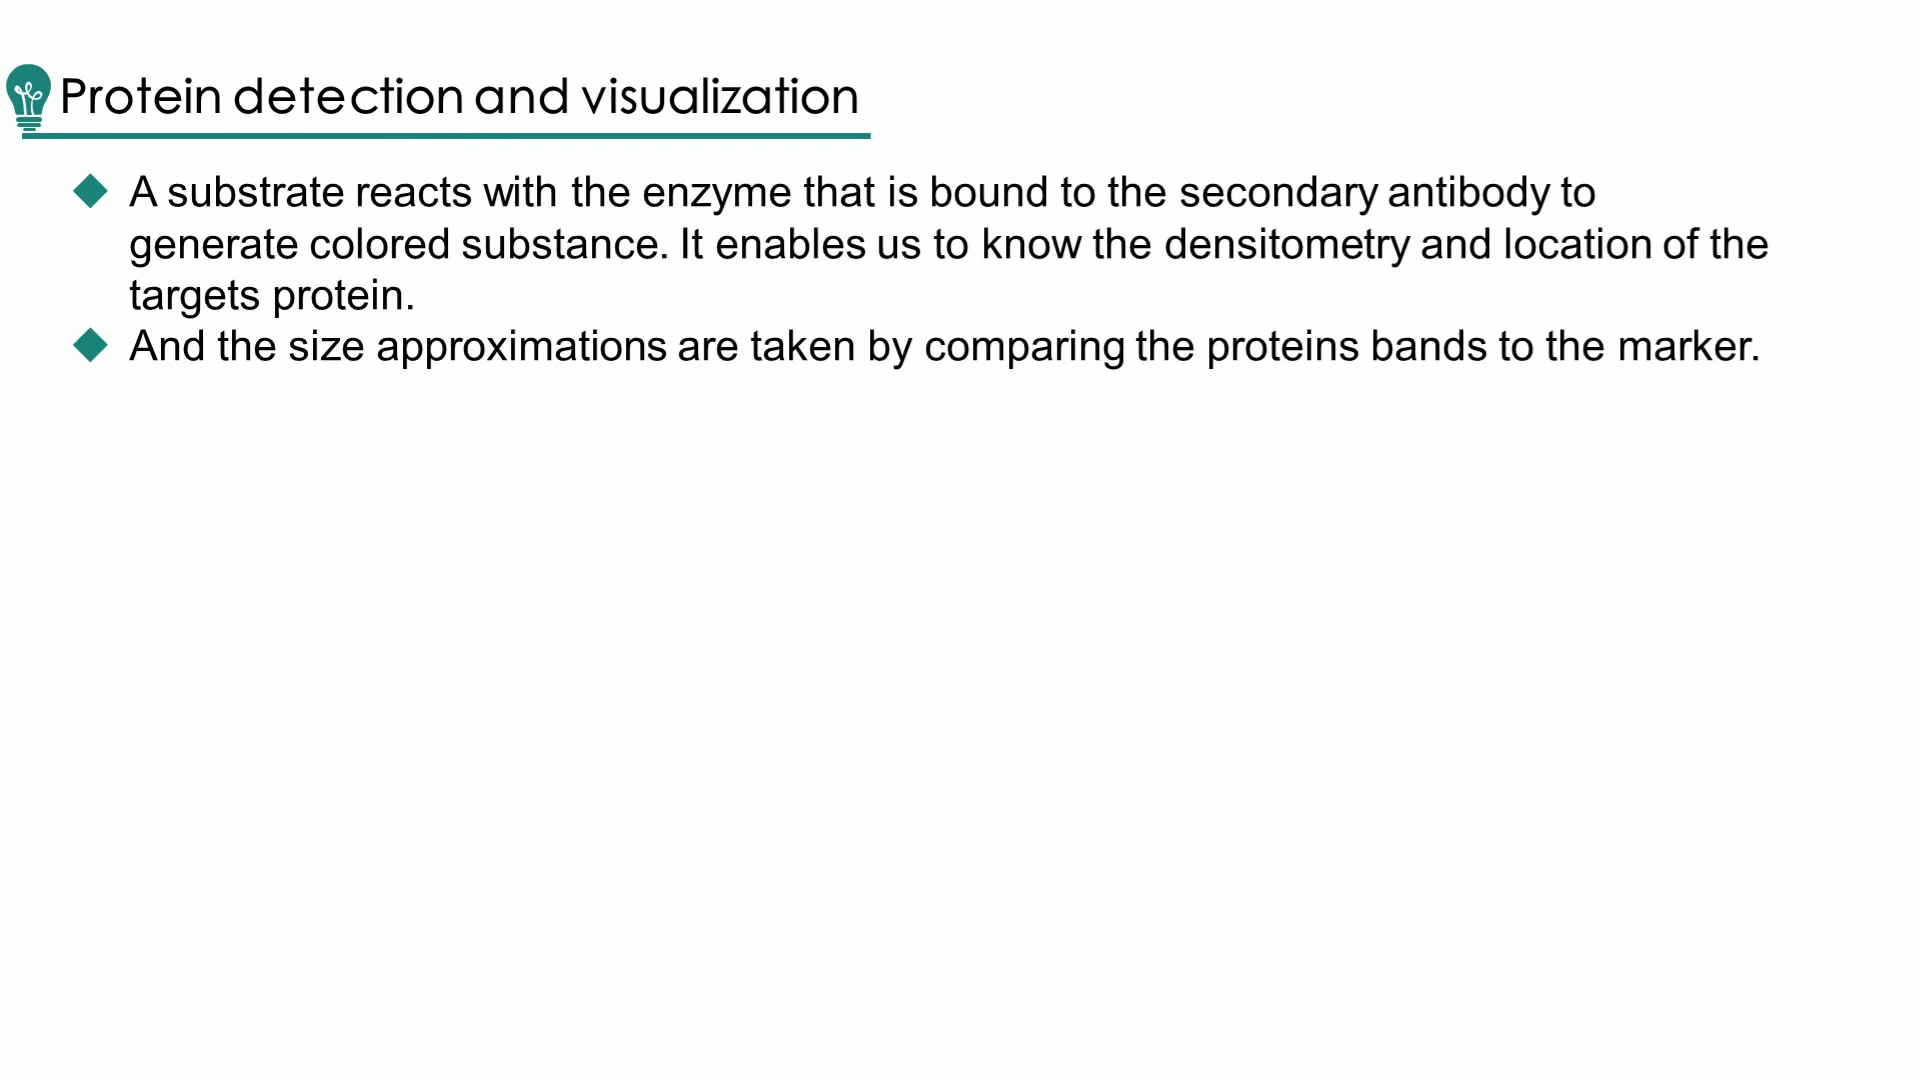 Protein detection and visualization
A substrate reacts with the enzyme that is bound to the secondary antibody to
generate colored substance. It enables us to know the densitometry and location of the
targets protein.
And the size approximations are taken by comparing the proteins bands to the marker.